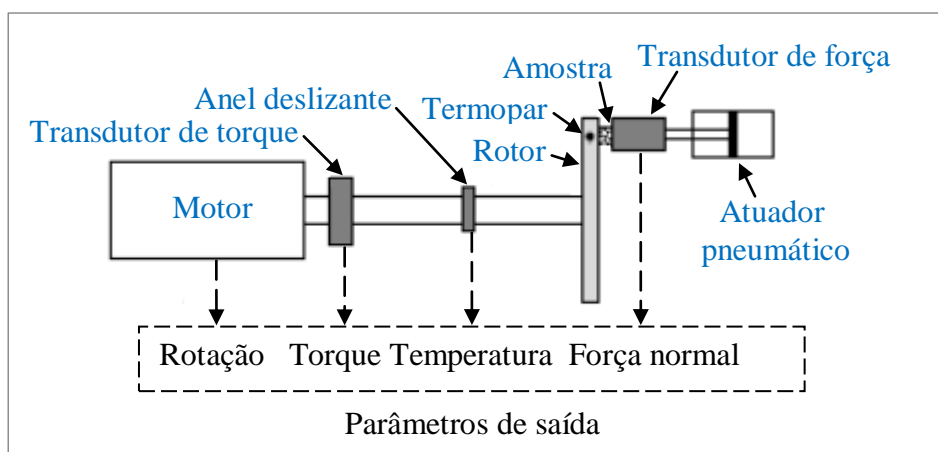 Transdutor de força
Amostra
Anel deslizante
Termopar
Transdutor de torque
Rotor
Motor
Atuador
pneumático
Rotação Torque Temperatura Força normal
Parâmetros de saída